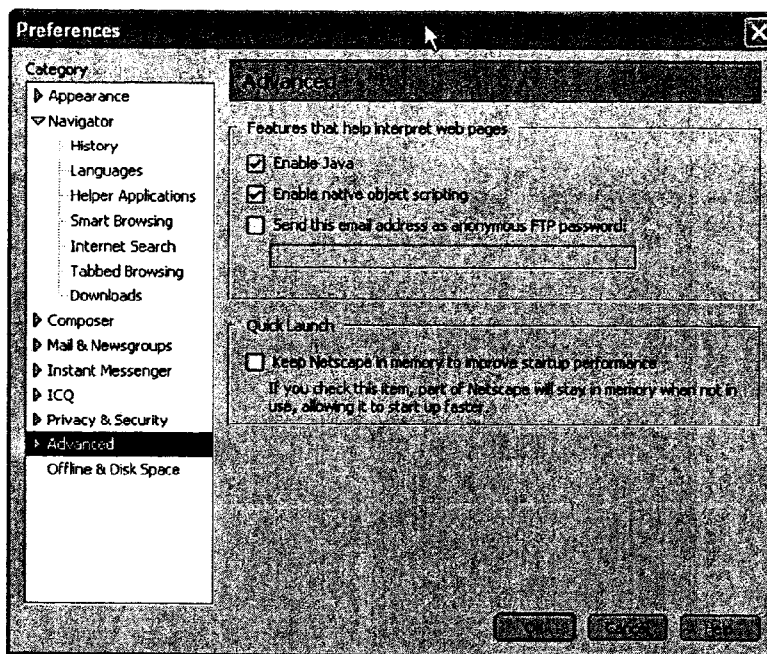 Preferences
Category
Appearance
Navigator
History
Languages
Helper Applications
Smart Browsing
Internet Search
Tabbed Browsing
Downloads
Composer
Mail & Newsgroups
Instant Messenger
ICQ
Privacy & Security
Advanced
Offline & Disk Space
Advanced
Features that help interpret web pages
Enable Java
Enable native object scripting
Send this email address as anonymous FTP password:
Quick Launch
Keep Netscape in memory to improve startup performance
If you check this item, part of Netscape will stay in memory when not in
use, allowing it to start up faster.
OK
Cancel